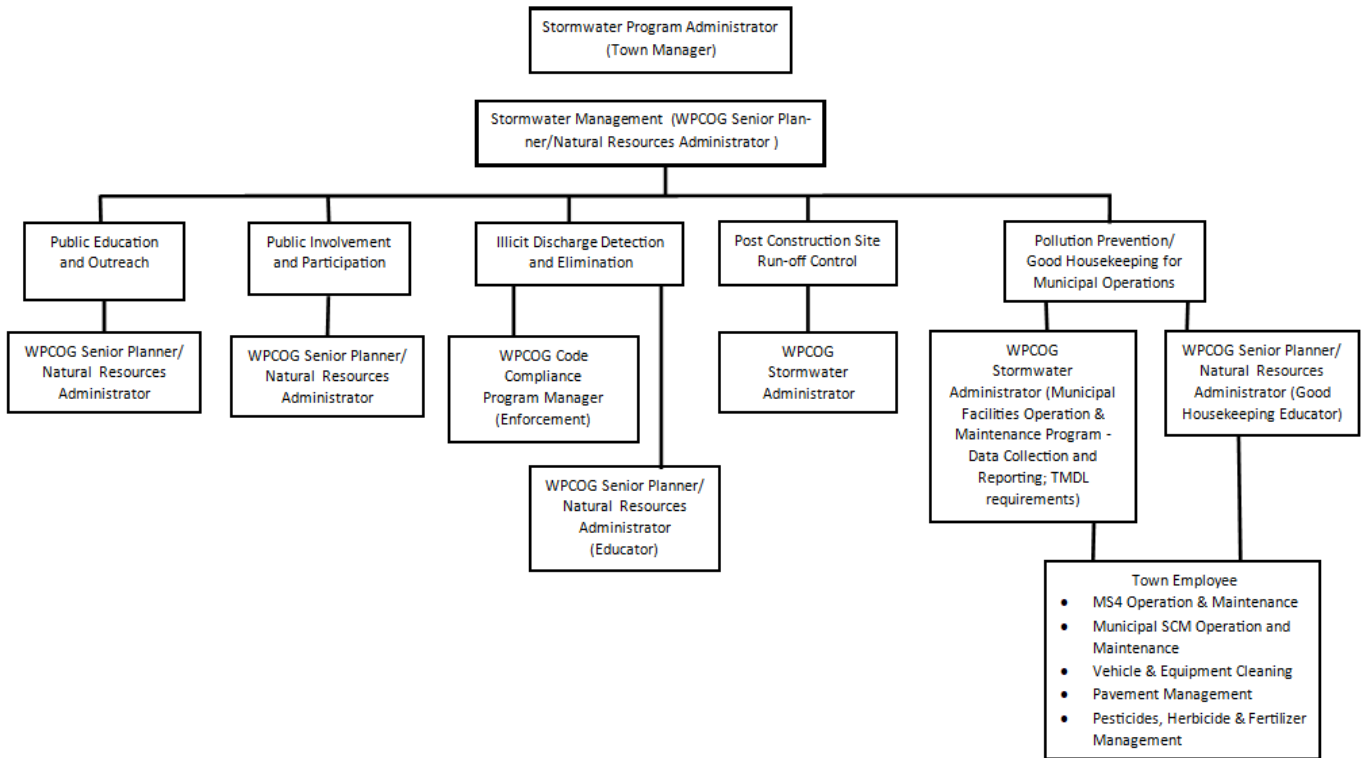 Stormwater Program Administrator
(Town Manager)
Stormwater Management (WPCOG Senior Plan-
ner/Natural Resources Administrator )
Public Education
and Outreach
Public Involvement
and Participation
Illicit Discharge Detection
and Elimination
Post Construction Site
Run-off Control
Pollution Prevention/
Good Housekeeping for
Municipal Operations
WPCOG Senior Planner/
Natural Resources
Administrator
WPCOG Senior Planner/
Natural Resources
Administrator
WPCOG Code
Compliance
Program Manager
(Enforcement)
WPCOG Senior Planner/
Natural Resources
Administrator
(Educator)
WPCOG
Stormwater
Administrator
WPCOG
Stormwater
Administrator (Municipal
Facilities Operation &
Maintenance Program -
Data Collection and
Reporting; TMDL
requirements)
WPCOG Senior Planner/
Natural Resources
Administrator (Good
Housekeeping Educator)
Town Employee
• MS4 Operation & Maintenance
• Municipal SCM Operation and
Maintenance
• Vehicle & Equipment Cleaning
• Pavement Management
• Pesticides, Herbicide & Fertilizer
Management